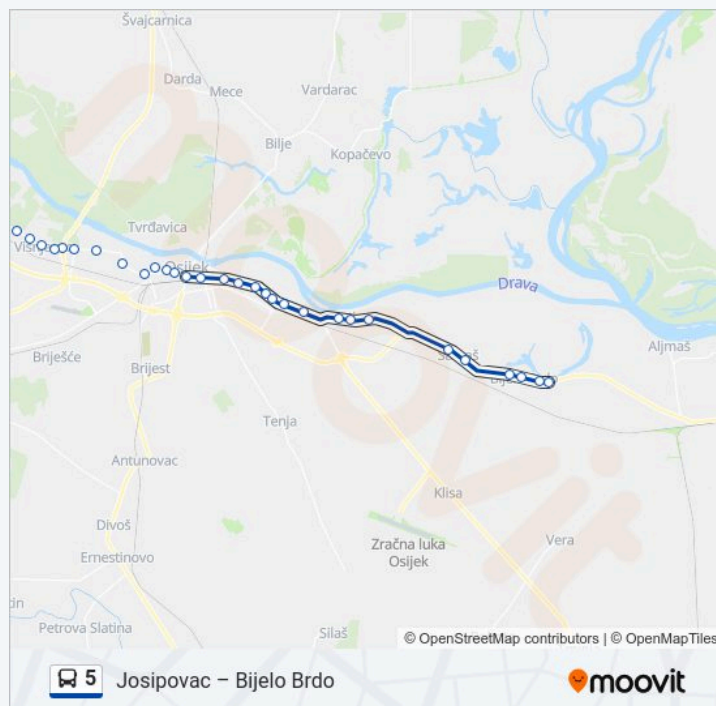 Švajcarnica
Darda
Mece
Vardarac
Bilje
Kopačevo
Tvrđavica
Osijek
Drava
Aljmaš
Briješće
Brijest
Tenja
Antunovac
Klisa
Divoš
Zračna luka
Osijek
Vera
Ernestinovo
Petrova Slatina
Silaš
© OpenStreetMap contributors | © OpenMapTiles
5 Josipovac – Bijelo Brdo
moovit